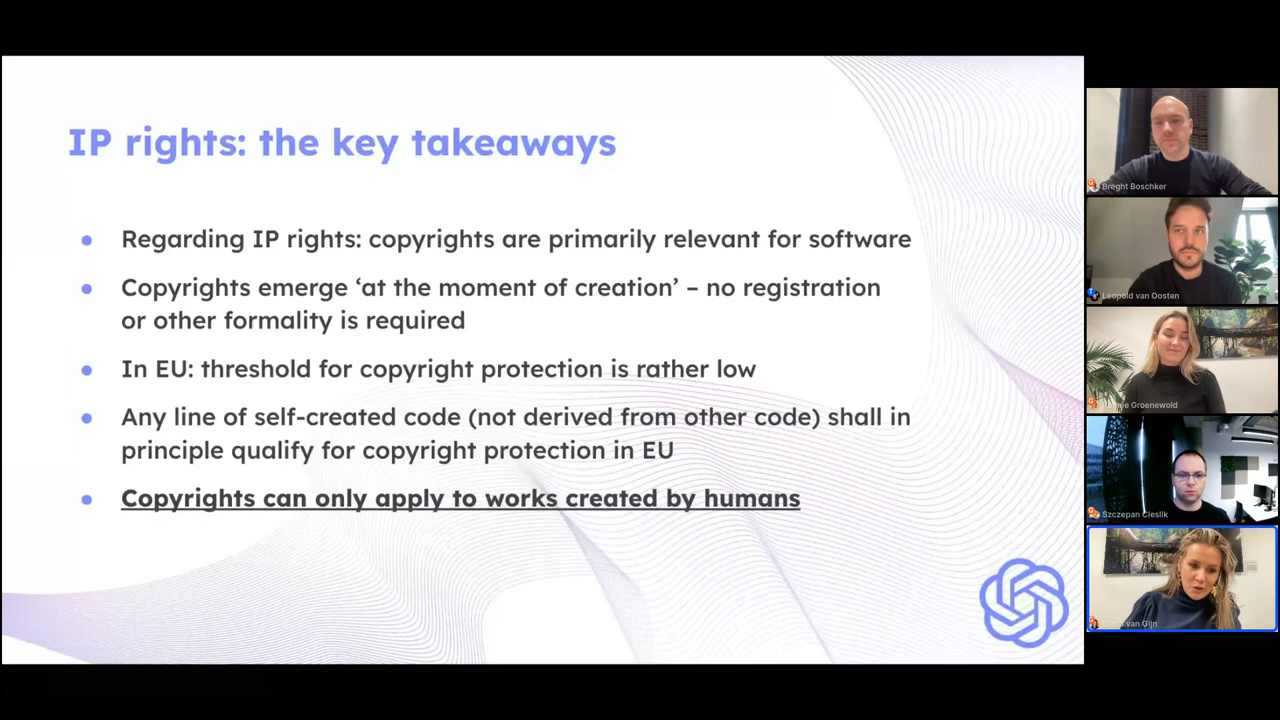 IP rights: the key takeaways
Regarding IP rights: copyrights are primarily relevant for software
Copyrights emerge ‘at the moment of creation’ – no registration
or other formality is required
In EU: threshold for copyright protection is rather low
Any line of self-created code (not derived from other code) shall in
principle qualify for copyright protection in EU
Copyrights can only apply to works created by humans
Breght Boschker
Leopold van Oosten
Groenewold
Szczepan Cieslik
van Gijn